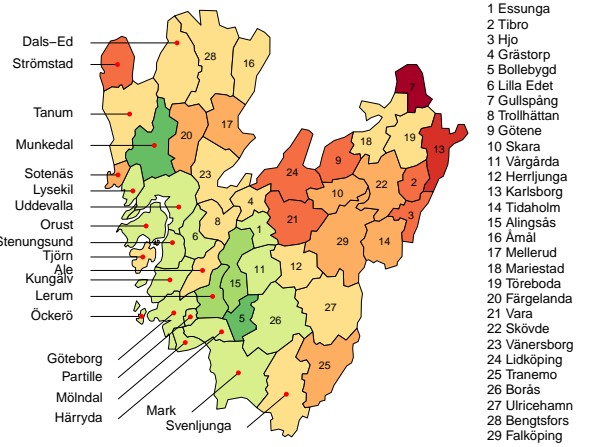 Dals–Ed
Strömstad
Tanum
Munkedal
Sotenäs
Lysekil
Uddevalla
Orust
Stenungsund
Tjörn
Ale
Kungälv
Lerum
Öckerö
Göteborg
Partille
Mölndal
Härryda
Mark
Svenljunga
28
16
7
20
17
18
19
13
23
24
9
22
2
10
4
3
8
21
1
6
29
14
11
12
15
27
5
26
25
1 Essunga
2 Tibro
3 Hjo
4 Grästorp
5 Bollebygd
6 Lilla Edet
7 Gullspång
8 Trollhättan
9 Götene
10 Skara
11 Vårgårda
12 Herrljunga
13 Karlsborg
14 Tidaholm
15 Alingsås
16 Åmål
17 Mellerud
18 Mariestad
19 Töreboda
20 Färgelanda
21 Vara
22 Skövde
23 Vänersborg
24 Lidköping
25 Tranemo
26 Borås
27 Ulricehamn
28 Bengtsfors
29 Falköping